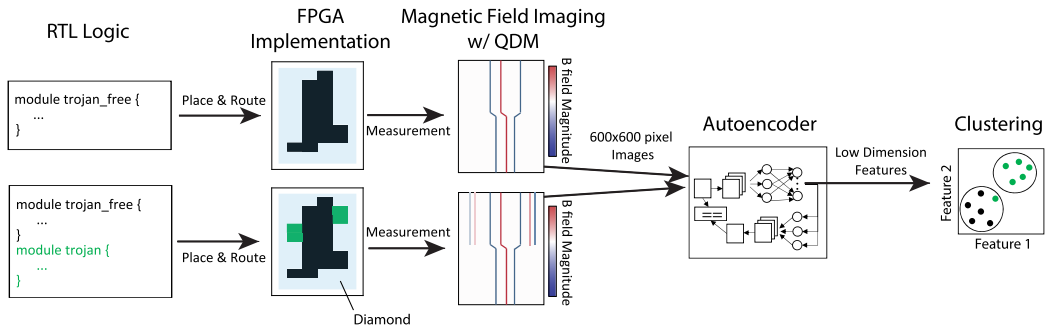 RTL Logic
FPGA
Implementation
Magnetic Field Imaging
w/ QDM
module trojan_free {
...
}
Place & Route
Measurement
B field Magnitude
600x600 pixel
Images
Autoencoder
Low Dimension
Features
Clustering
Feature 2
Feature 1
module trojan_free {
...
}
module trojan {
...
}
Place & Route
Measurement
B field Magnitude
Diamond